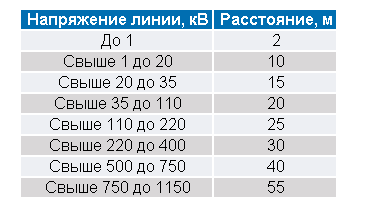 Напряжение линии, кВ Расстояние, м
До 1 2
Свыше 1 до 20 10
Свыше 20 до 35 15
Свыше 35 до 110 20
Свыше 110 до 220 25
Свыше 220 до 400 30
Свыше 500 до 750 40
Свыше 750 до 1150 55